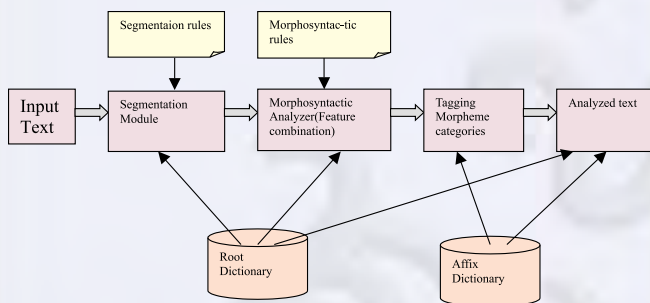 Segmentaion rules
Morphosyntac-tic
rules
Input
Text
Segmentation
Module
Morphosyntactic
Analyzer(Feature
combination)
Tagging
Morpheme
categories
Analyzed text
Root
Dictionary
Affix
Dictionary